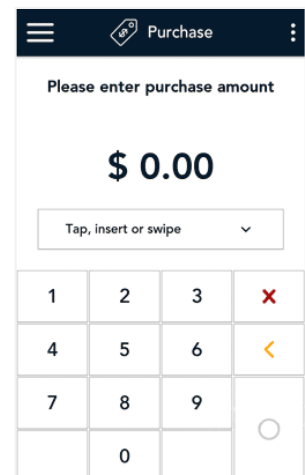 Purchase
Please enter purchase amount
$ 0.00
Tap, insert or swipe
1 2 3
4 5 6
7 8 9
0